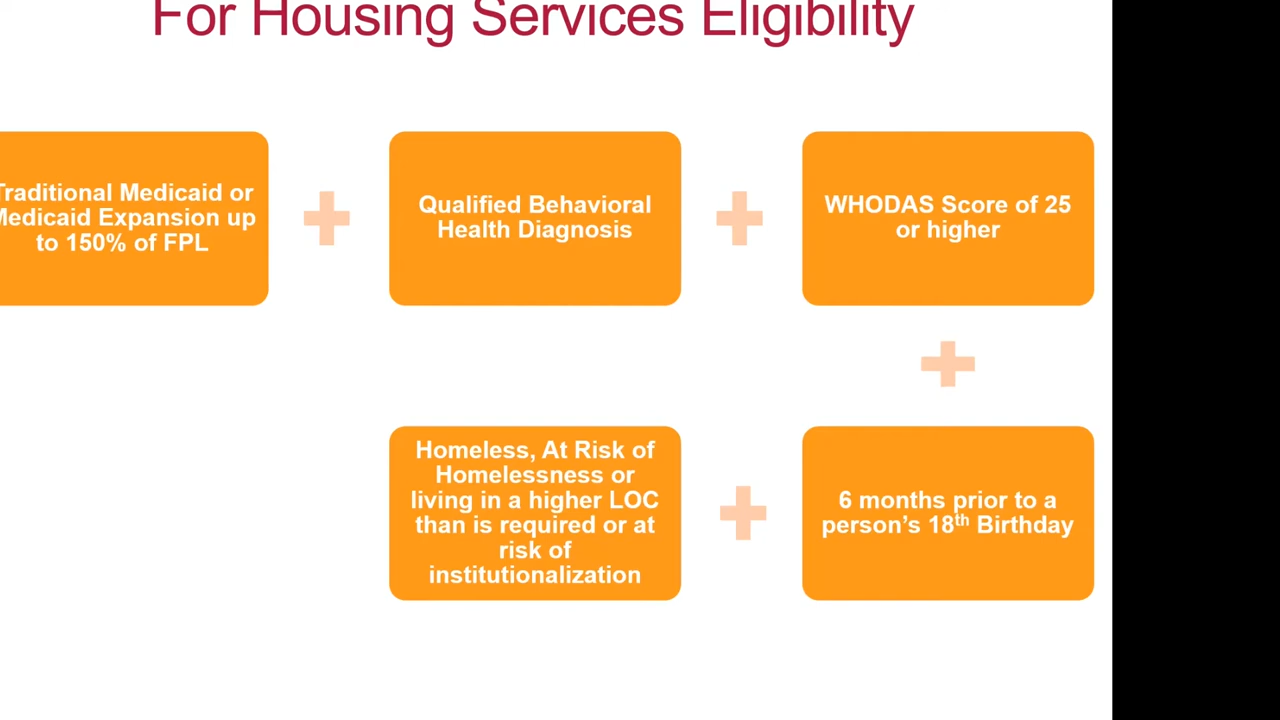 For Housing Services Eligibility
Traditional Medicaid or
Medicaid Expansion up
to 150% of FPL
Qualified Behavioral
Health Diagnosis
WHODAS Score of 25
or higher
Homeless, At Risk of
Homelessness or
living in a higher LOC
than is required or at
risk of
institutionalization
6 months prior to a
person’s 18th Birthday